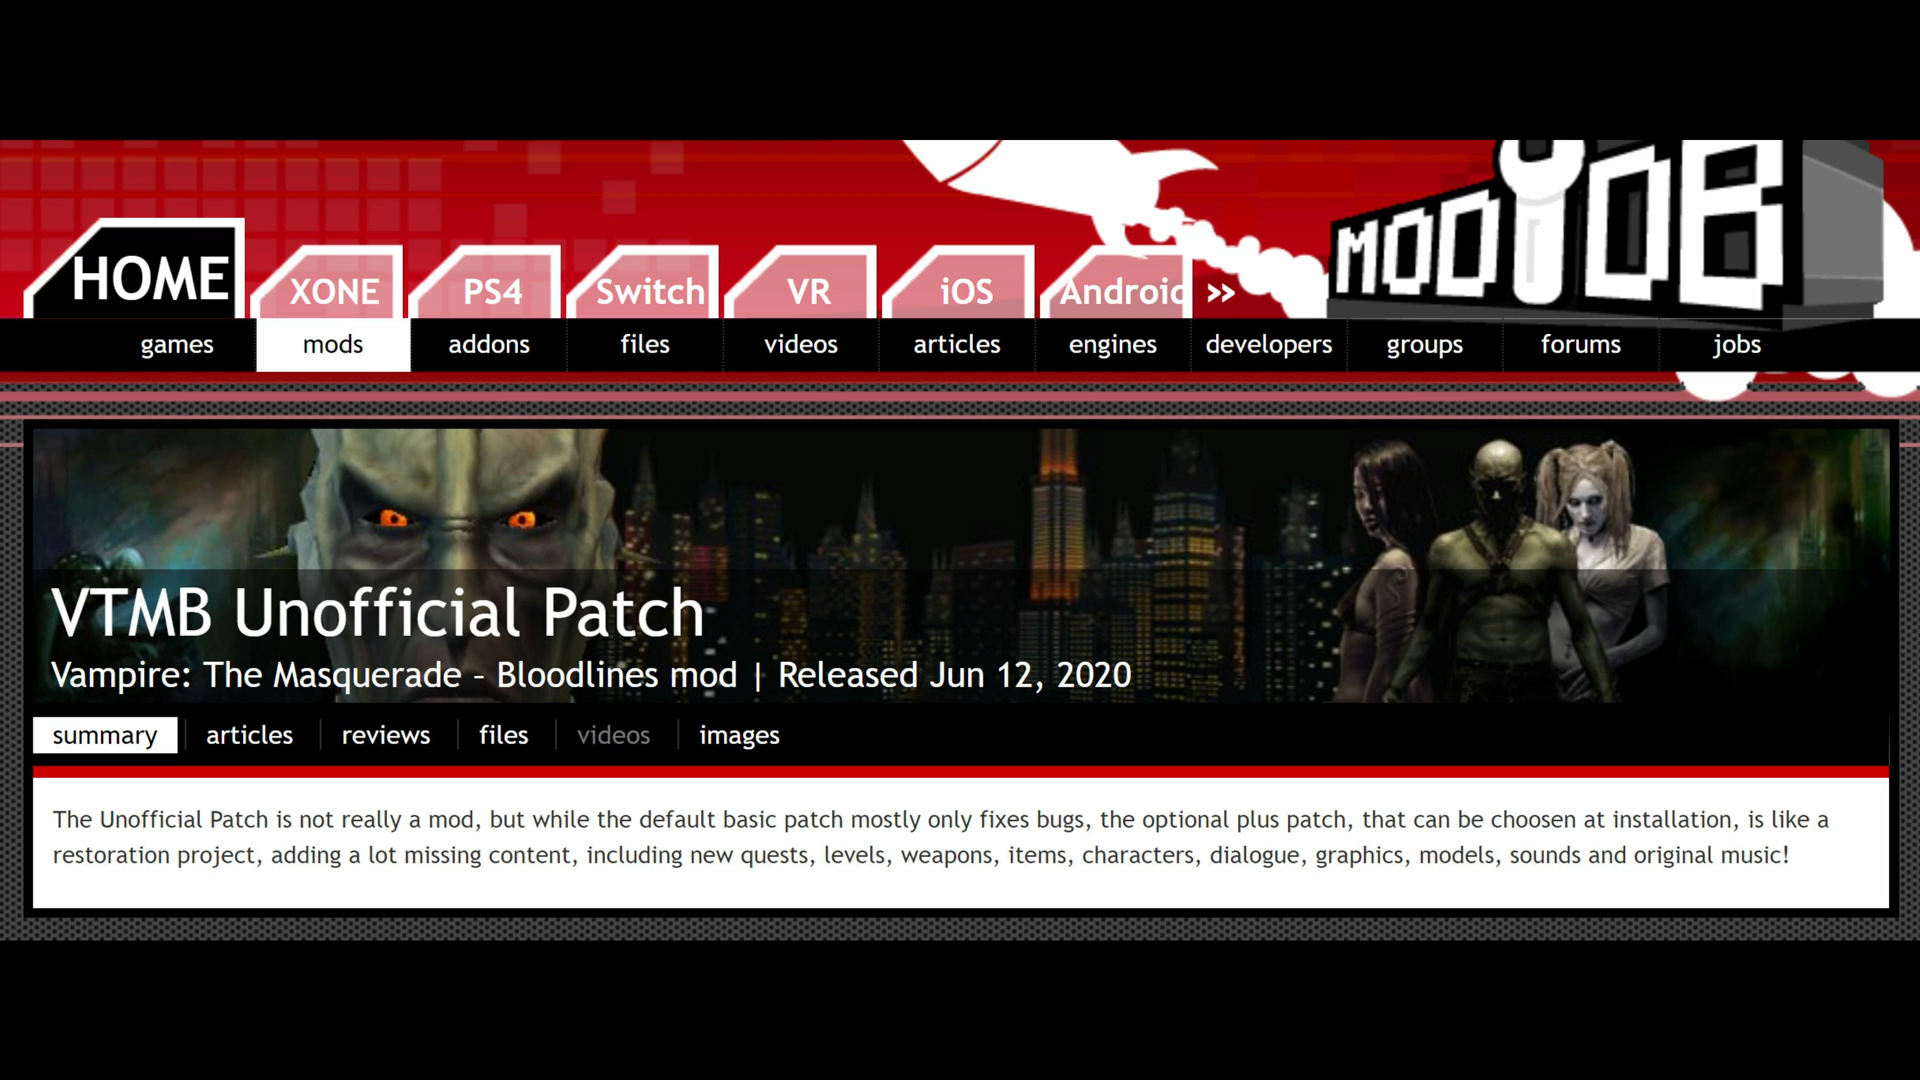 MODDB
HOME XONE PS4 Switch VR iOS Android »
games mods addons files videos articles engines developers groups forums jobs
VTMB Unofficial Patch
Vampire: The Masquerade - Bloodlines mod | Released Jun 12, 2020
summary articles reviews files videos images
The Unofficial Patch is not really a mod, but while the default basic patch mostly only fixes bugs, the optional plus patch, that can be choosen at installation, is like a
restoration project, adding a lot missing content, including new quests, levels, weapons, items, characters, dialogue, graphics, models, sounds and original music!